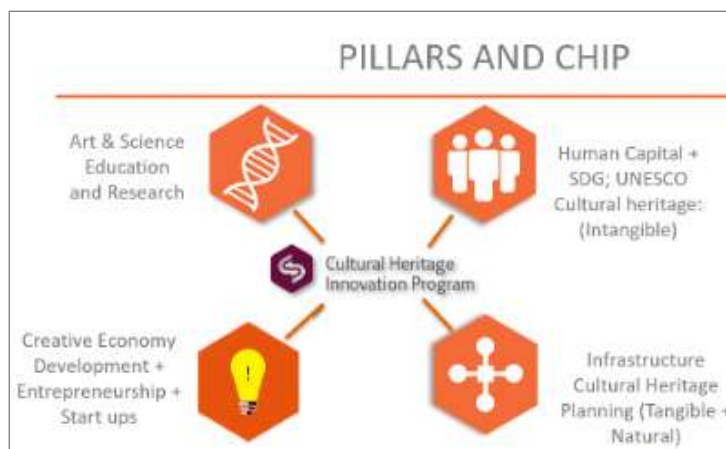 PILLARS AND CHIP
Art & Science
Education
and Research
Human Capital +
SDG; UNESCO
Cultural heritage:
(Intangible)
Cultural Heritage
Innovation Program
Creative Economy
Development +
Entrepreneurship +
Start ups
!
Infrastructure
Cultural Heritage
Planning (Tangible +
Natural)